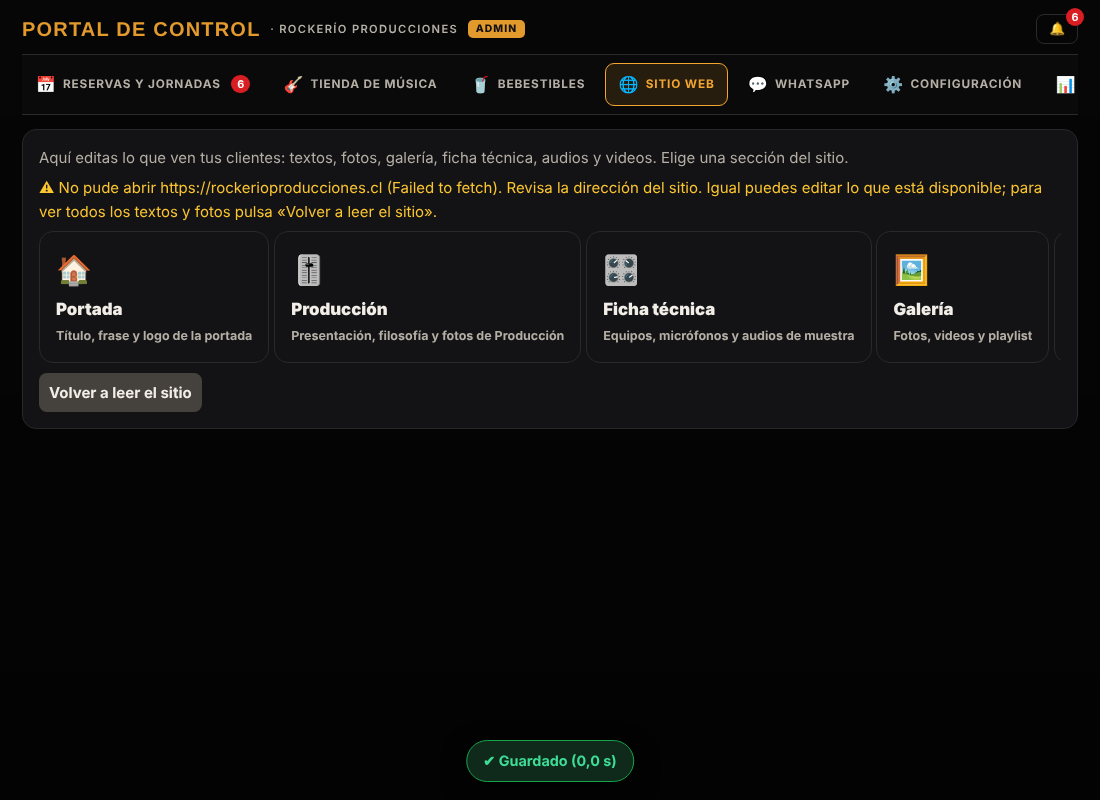 PORTAL DE CONTROL · ROCKERÍO PRODUCCIONES ADMIN
6
RESERVAS Y JORNADAS 6 TIENDA DE MÚSICA BEBESTIBLES SITIO WEB WHATSAPP CONFIGURACIÓN
Aquí editas lo que ven tus clientes: textos, fotos, galería, ficha técnica, audios y videos. Elige una sección del sitio.
⚠ No pude abrir https://rockerioproducciones.cl (Failed to fetch). Revisa la dirección del sitio. Igual puedes editar lo que está disponible; para
ver todos los textos y fotos pulsa «Volver a leer el sitio».
Portada
Título, frase y logo de la portada
Producción
Presentación, filosofía y fotos de Producción
Ficha técnica
Equipos, micrófonos y audios de muestra
Galería
Fotos, videos y playlist
Volver a leer el sitio
✔ Guardado (0,0 s)